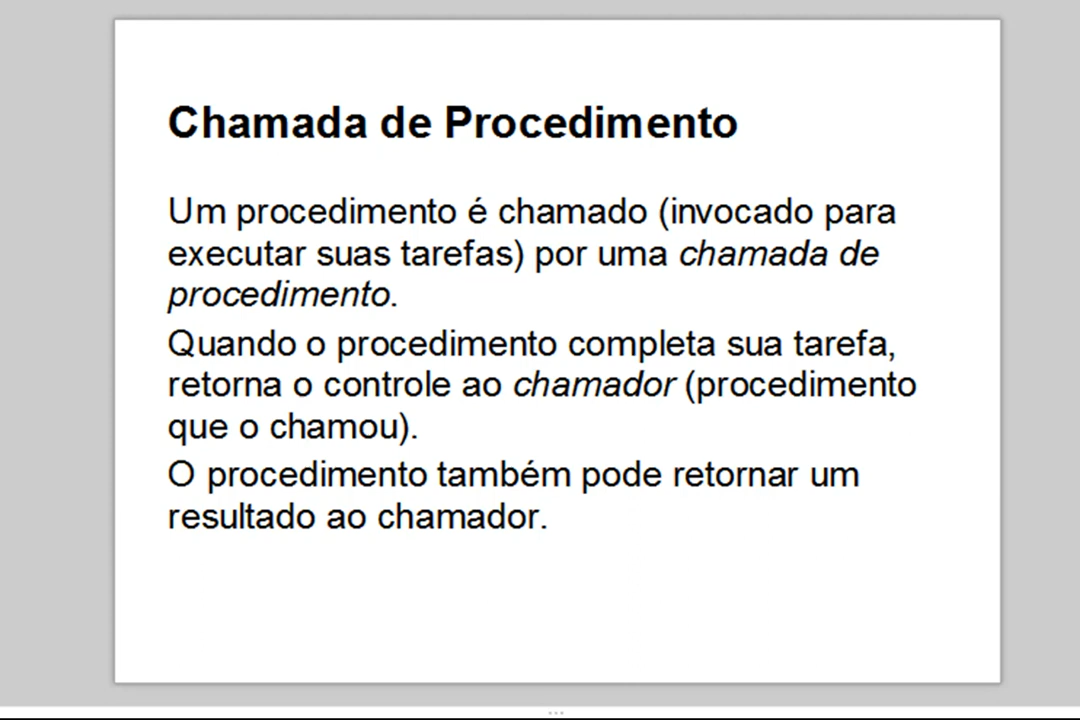 Chamada de Procedimento
Um procedimento é chamado (invocado para
executar suas tarefas) por uma chamada de
procedimento.
Quando o procedimento completa sua tarefa,
retorna o controle ao chamador (procedimento
que o chamou).
O procedimento também pode retornar um
resultado ao chamador.